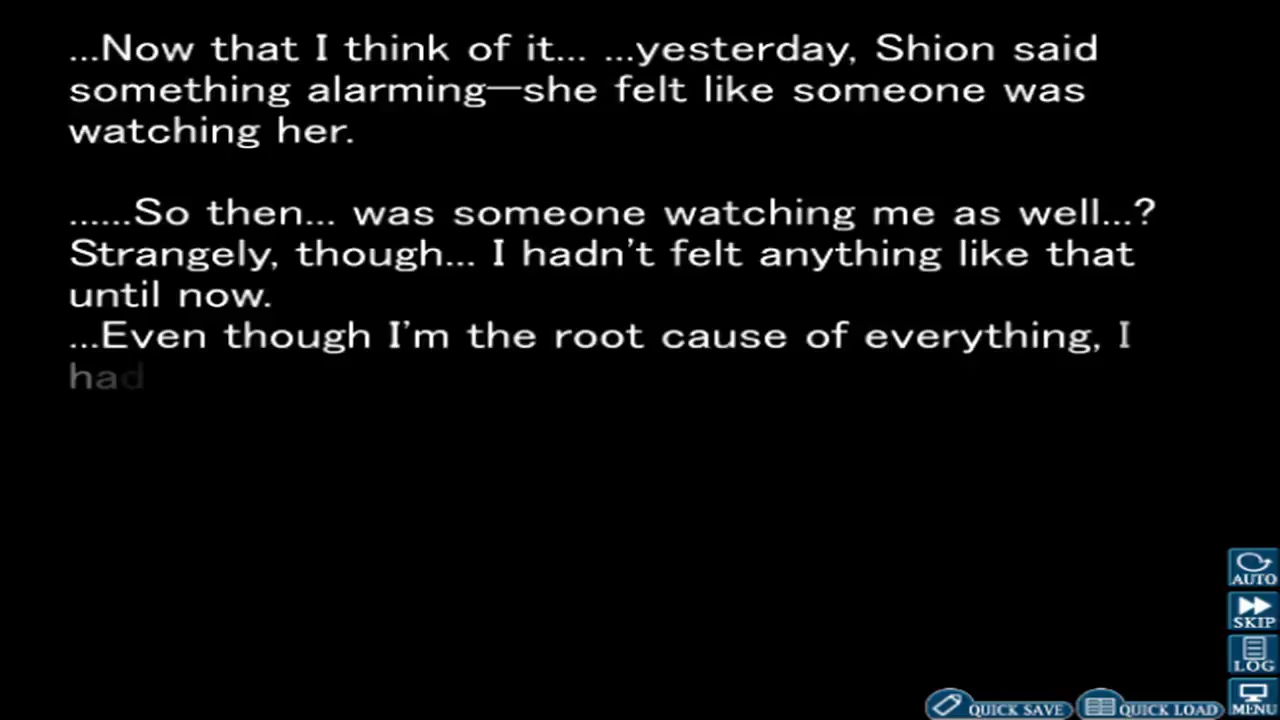 ...Now that I think of it... ...yesterday, Shion said
something alarming—she felt like someone was
watching her.
......So then... was someone watching me as well...?
Strangely, though... I hadn't felt anything like that
until now.
...Even though I'm the root cause of everything, I
had
AUTO
SKIP
LOG
MENU
QUICK SAVE
QUICK LOAD